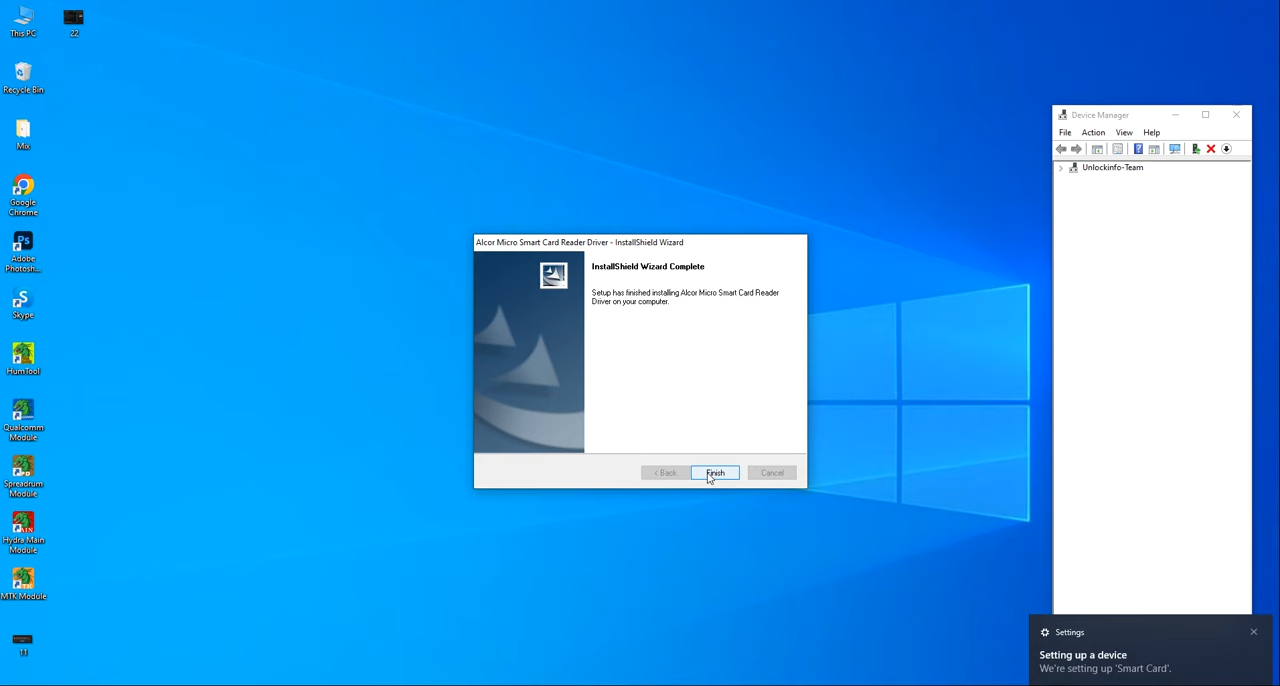 This PC
22
Recycle Bin
Mix
Google
Chrome
Adobe
Photosh...
Skype
HumTool
Qualcomm
Module
Spreadrum
Module
Hydra Main
Module
MTK Module
11
Alcor Micro Smart Card Reader Driver - InstallShield Wizard
InstallShield Wizard Complete
Setup has finished installing Alcor Micro Smart Card Reader
Driver on your computer.
< Back
Finish
Cancel
Device Manager
File Action View Help
Unlockinfo-Team
Settings
Setting up a device
We're setting up 'Smart Card'.